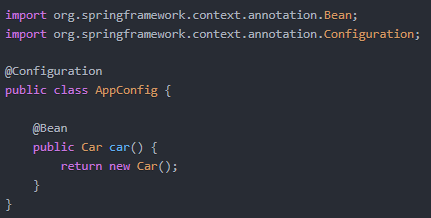 import org.springframework.context.annotation.Bean;
import org.springframework.context.annotation.Configuration;

@Configuration
public class AppConfig {

    @Bean
    public Car car() {
        return new Car();
    }
}